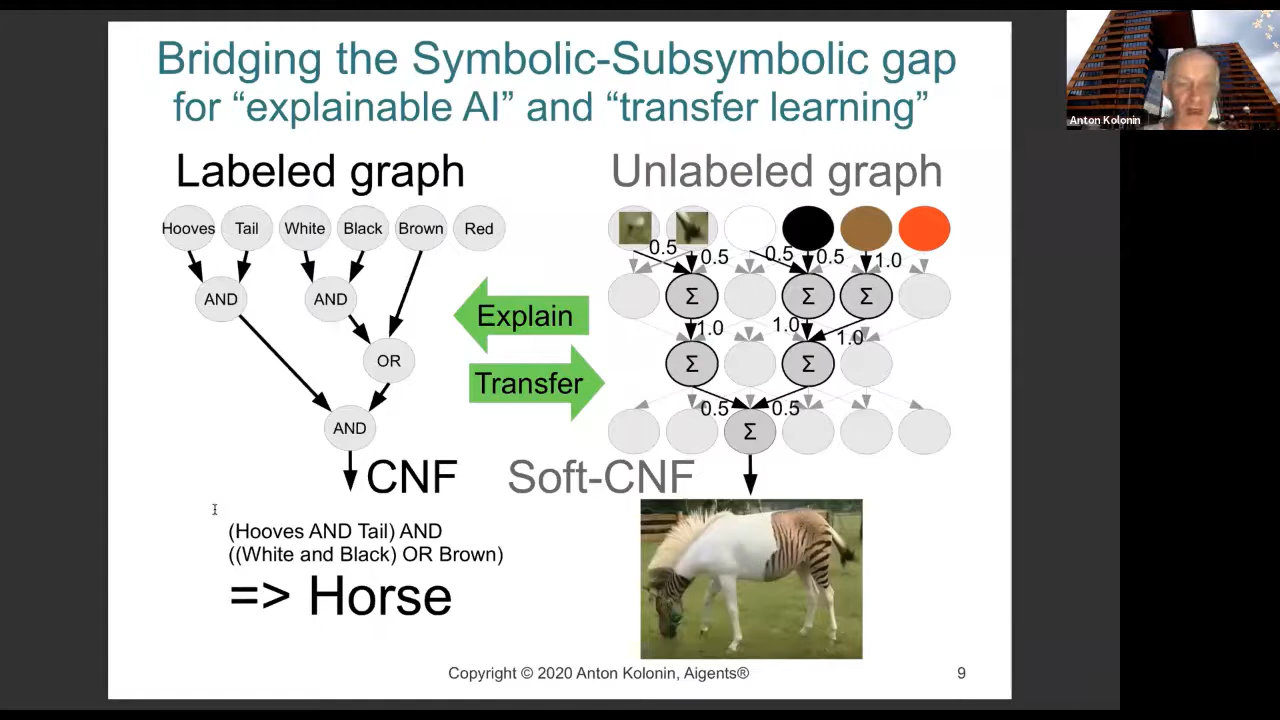 Bridging the Symbolic-Subsymbolic gap
for “explainable AI” and “transfer learning”
Anton Kolonin
Labeled graph
Unlabeled graph
Hooves Tail White Black Brown Red
0.5 0.5 0.5 0.5 1.0
AND AND
Σ Σ Σ
Explain
1.0 1.0 1.0
OR
Σ Σ
Transfer
0.5 0.5
AND
Σ
CNF
Soft-CNF
(Hooves AND Tail) AND
((White and Black) OR Brown)
=> Horse
Copyright © 2020 Anton Kolonin, Aigents®
9